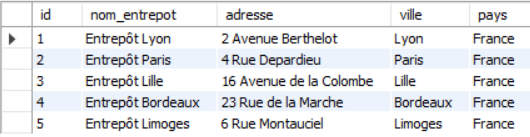 id nom_entrepot adresse ville pays
1 Entrepôt Lyon 2 Avenue Berthelot Lyon France
2 Entrepôt Paris 4 Rue Depardieu Paris France
3 Entrepôt Lille 16 Avenue de la Colombe Lille France
4 Entrepôt Bordeaux 23 Rue de la Marche Bordeaux France
5 Entrepôt Limoges 6 Rue Montauciel Limoges France